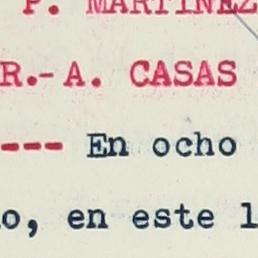 P. MARTINEZ
R.-A. CASAS
--- En ocho
o, en este l